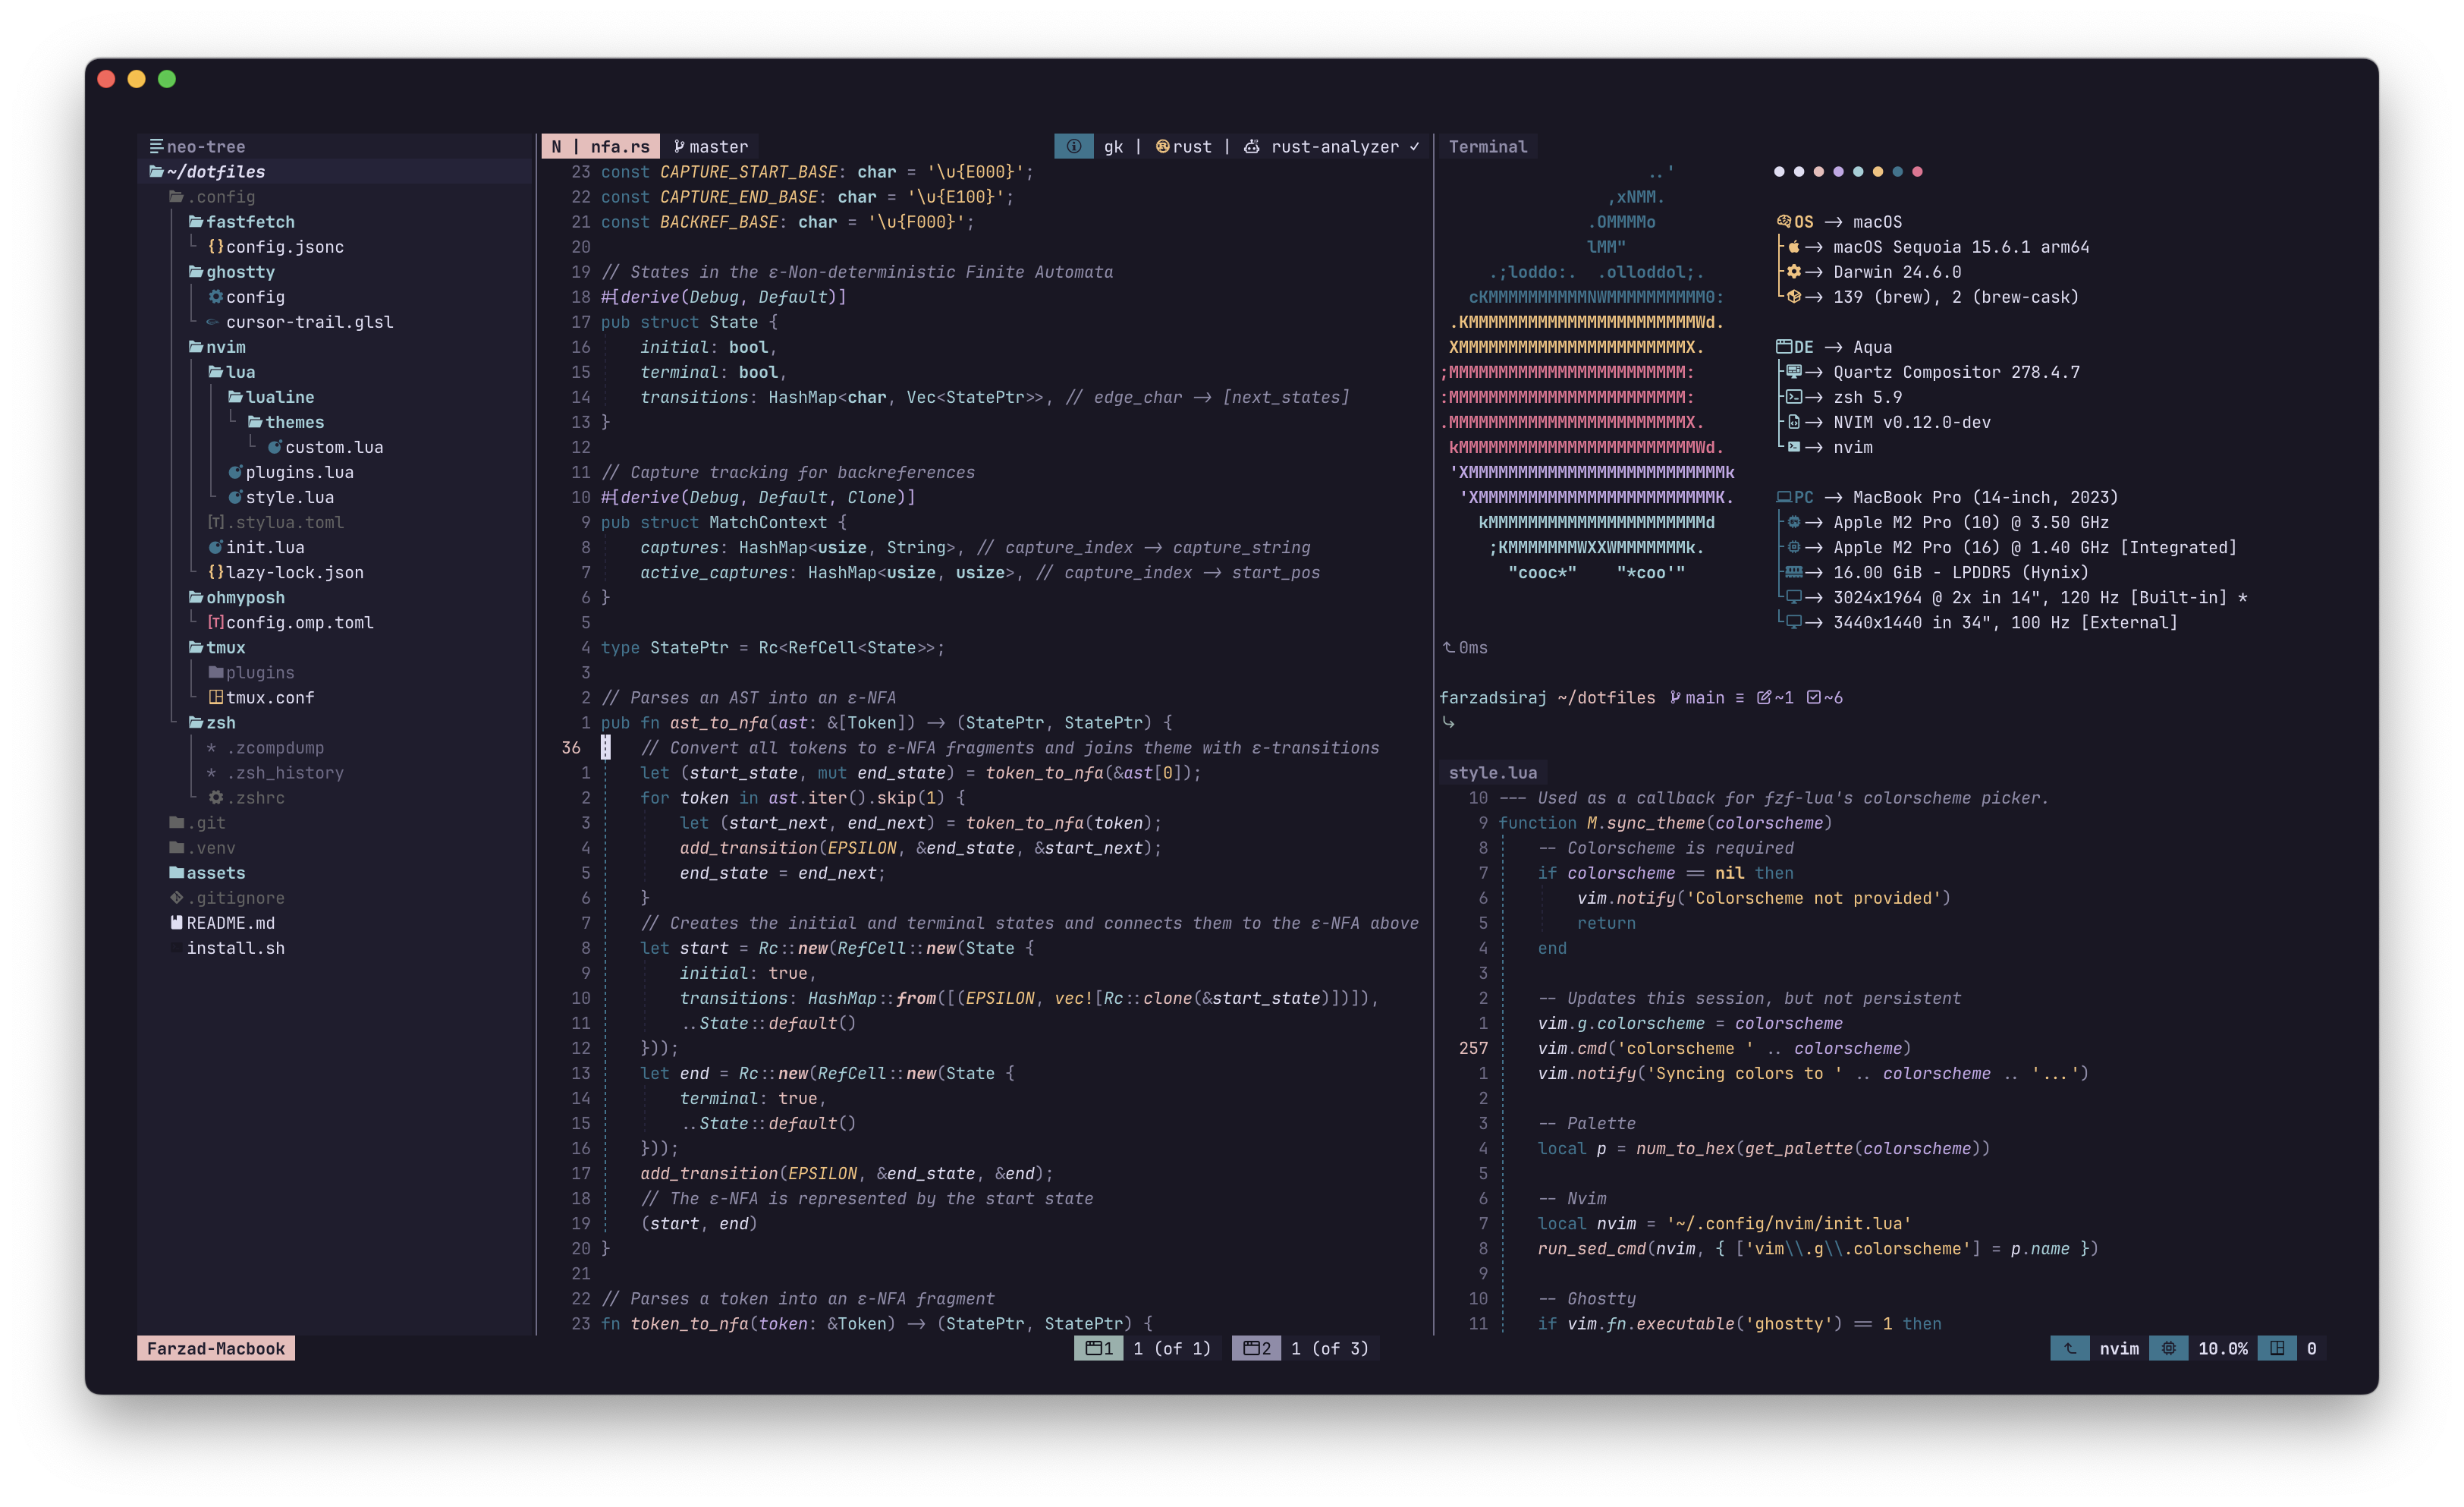 neo-tree
~/dotfiles
.config
fastfetch
config.jsonc
ghostty
config
cursor-trail.glsl
nvim
lua
lualine
themes
custom.lua
plugins.lua
style.lua
.stylua.toml
init.lua
lazy-lock.json
ohmyposh
config.omp.toml
tmux
plugins
tmux.conf
zsh
* .zcompdump
* .zsh_history
.zshrc
.git
.venv
assets
.gitignore
README.md
install.sh
N | nfa.rs master gk | rust | rust-analyzer ✓
23 const CAPTURE_START_BASE: char = '\u{E000}';
22 const CAPTURE_END_BASE: char = '\u{E100}';
21 const BACKREF_BASE: char = '\u{F000}';
20
19 // States in the ε-Non-deterministic Finite Automata
18 #[derive(Debug, Default)]
17 pub struct State {
16     initial: bool,
15     terminal: bool,
14     transitions: HashMap<char, Vec<StatePtr>>, // edge_char -> [next_states]
13 }
12
11 // Capture tracking for backreferences
10 #[derive(Debug, Default, Clone)]
9 pub struct MatchContext {
8     captures: HashMap<usize, String>, // capture_index -> capture_string
7     active_captures: HashMap<usize, usize>, // capture_index -> start_pos
6 }
5
4 type StatePtr = Rc<RefCell<State>>;
3
2 // Parses an AST into an ε-NFA
1 pub fn ast_to_nfa(ast: &[Token]) -> (StatePtr, StatePtr) {
36     // Convert all tokens to ε-NFA fragments and joins theme with ε-transitions
1     let (start_state, mut end_state) = token_to_nfa(&ast[0]);
2     for token in ast.iter().skip(1) {
3         let (start_next, end_next) = token_to_nfa(token);
4         add_transition(EPSILON, &end_state, &start_next);
5         end_state = end_next;
6     }
7     // Creates the initial and terminal states and connects them to the ε-NFA above
8     let start = Rc::new(RefCell::new(State {
9         initial: true,
10         transitions: HashMap::from([(EPSILON, vec![Rc::clone(&start_state)])]),
11         ..State::default()
12     }));
13     let end = Rc::new(RefCell::new(State {
14         terminal: true,
15         ..State::default()
16     }));
17     add_transition(EPSILON, &end_state, &end);
18     // The ε-NFA is represented by the start state
19     (start, end)
20 }
21
22 // Parses a token into an ε-NFA fragment
23 fn token_to_nfa(token: &Token) -> (StatePtr, StatePtr) {
Terminal
..'
,xNMM.
.OMMMMo
lMM"
.;loddo:.  .olloddol;.
cKMMMMMMMMMMNWMMMMMMMMMM0:
.KMMMMMMMMMMMMMMMMMMMMMMMWd.
XMMMMMMMMMMMMMMMMMMMMMMMX.
;MMMMMMMMMMMMMMMMMMMMMMMM:
:MMMMMMMMMMMMMMMMMMMMMMMM:
.MMMMMMMMMMMMMMMMMMMMMMMMX.
kMMMMMMMMMMMMMMMMMMMMMMMMWd.
'XMMMMMMMMMMMMMMMMMMMMMMMMMMk
'XMMMMMMMMMMMMMMMMMMMMMMMMK.
kMMMMMMMMMMMMMMMMMMMMMMd
;KMMMMMMMWXXWMMMMMMMk.
"cooc*"    "*coo'"
OS -> macOS
-> macOS Sequoia 15.6.1 arm64
-> Darwin 24.6.0
-> 139 (brew), 2 (brew-cask)
DE -> Aqua
-> Quartz Compositor 278.4.7
-> zsh 5.9
-> NVIM v0.12.0-dev
-> nvim
PC -> MacBook Pro (14-inch, 2023)
-> Apple M2 Pro (10) @ 3.50 GHz
-> Apple M2 Pro (16) @ 1.40 GHz [Integrated]
-> 16.00 GiB - LPDDR5 (Hynix)
-> 3024x1964 @ 2x in 14", 120 Hz [Built-in] *
-> 3440x1440 in 34", 100 Hz [External]
0ms
farzadsiraj ~/dotfiles main ≡ ~1 ~6
style.lua
10 --- Used as a callback for fzf-lua's colorscheme picker.
9 function M.sync_theme(colorscheme)
8     -- Colorscheme is required
7     if colorscheme == nil then
6         vim.notify('Colorscheme not provided')
5         return
4     end
3
2     -- Updates this session, but not persistent
1     vim.g.colorscheme = colorscheme
257     vim.cmd('colorscheme ' .. colorscheme)
1     vim.notify('Syncing colors to ' .. colorscheme .. '...')
2
3     -- Palette
4     local p = num_to_hex(get_palette(colorscheme))
5
6     -- Nvim
7     local nvim = '~/.config/nvim/init.lua'
8     run_sed_cmd(nvim, { ['vim\\.g\\.colorscheme'] = p.name })
9
10     -- Ghostty
11     if vim.fn.executable('ghostty') == 1 then
Farzad-Macbook 1 1 (of 1) 2 1 (of 3) nvim 10.0% 0